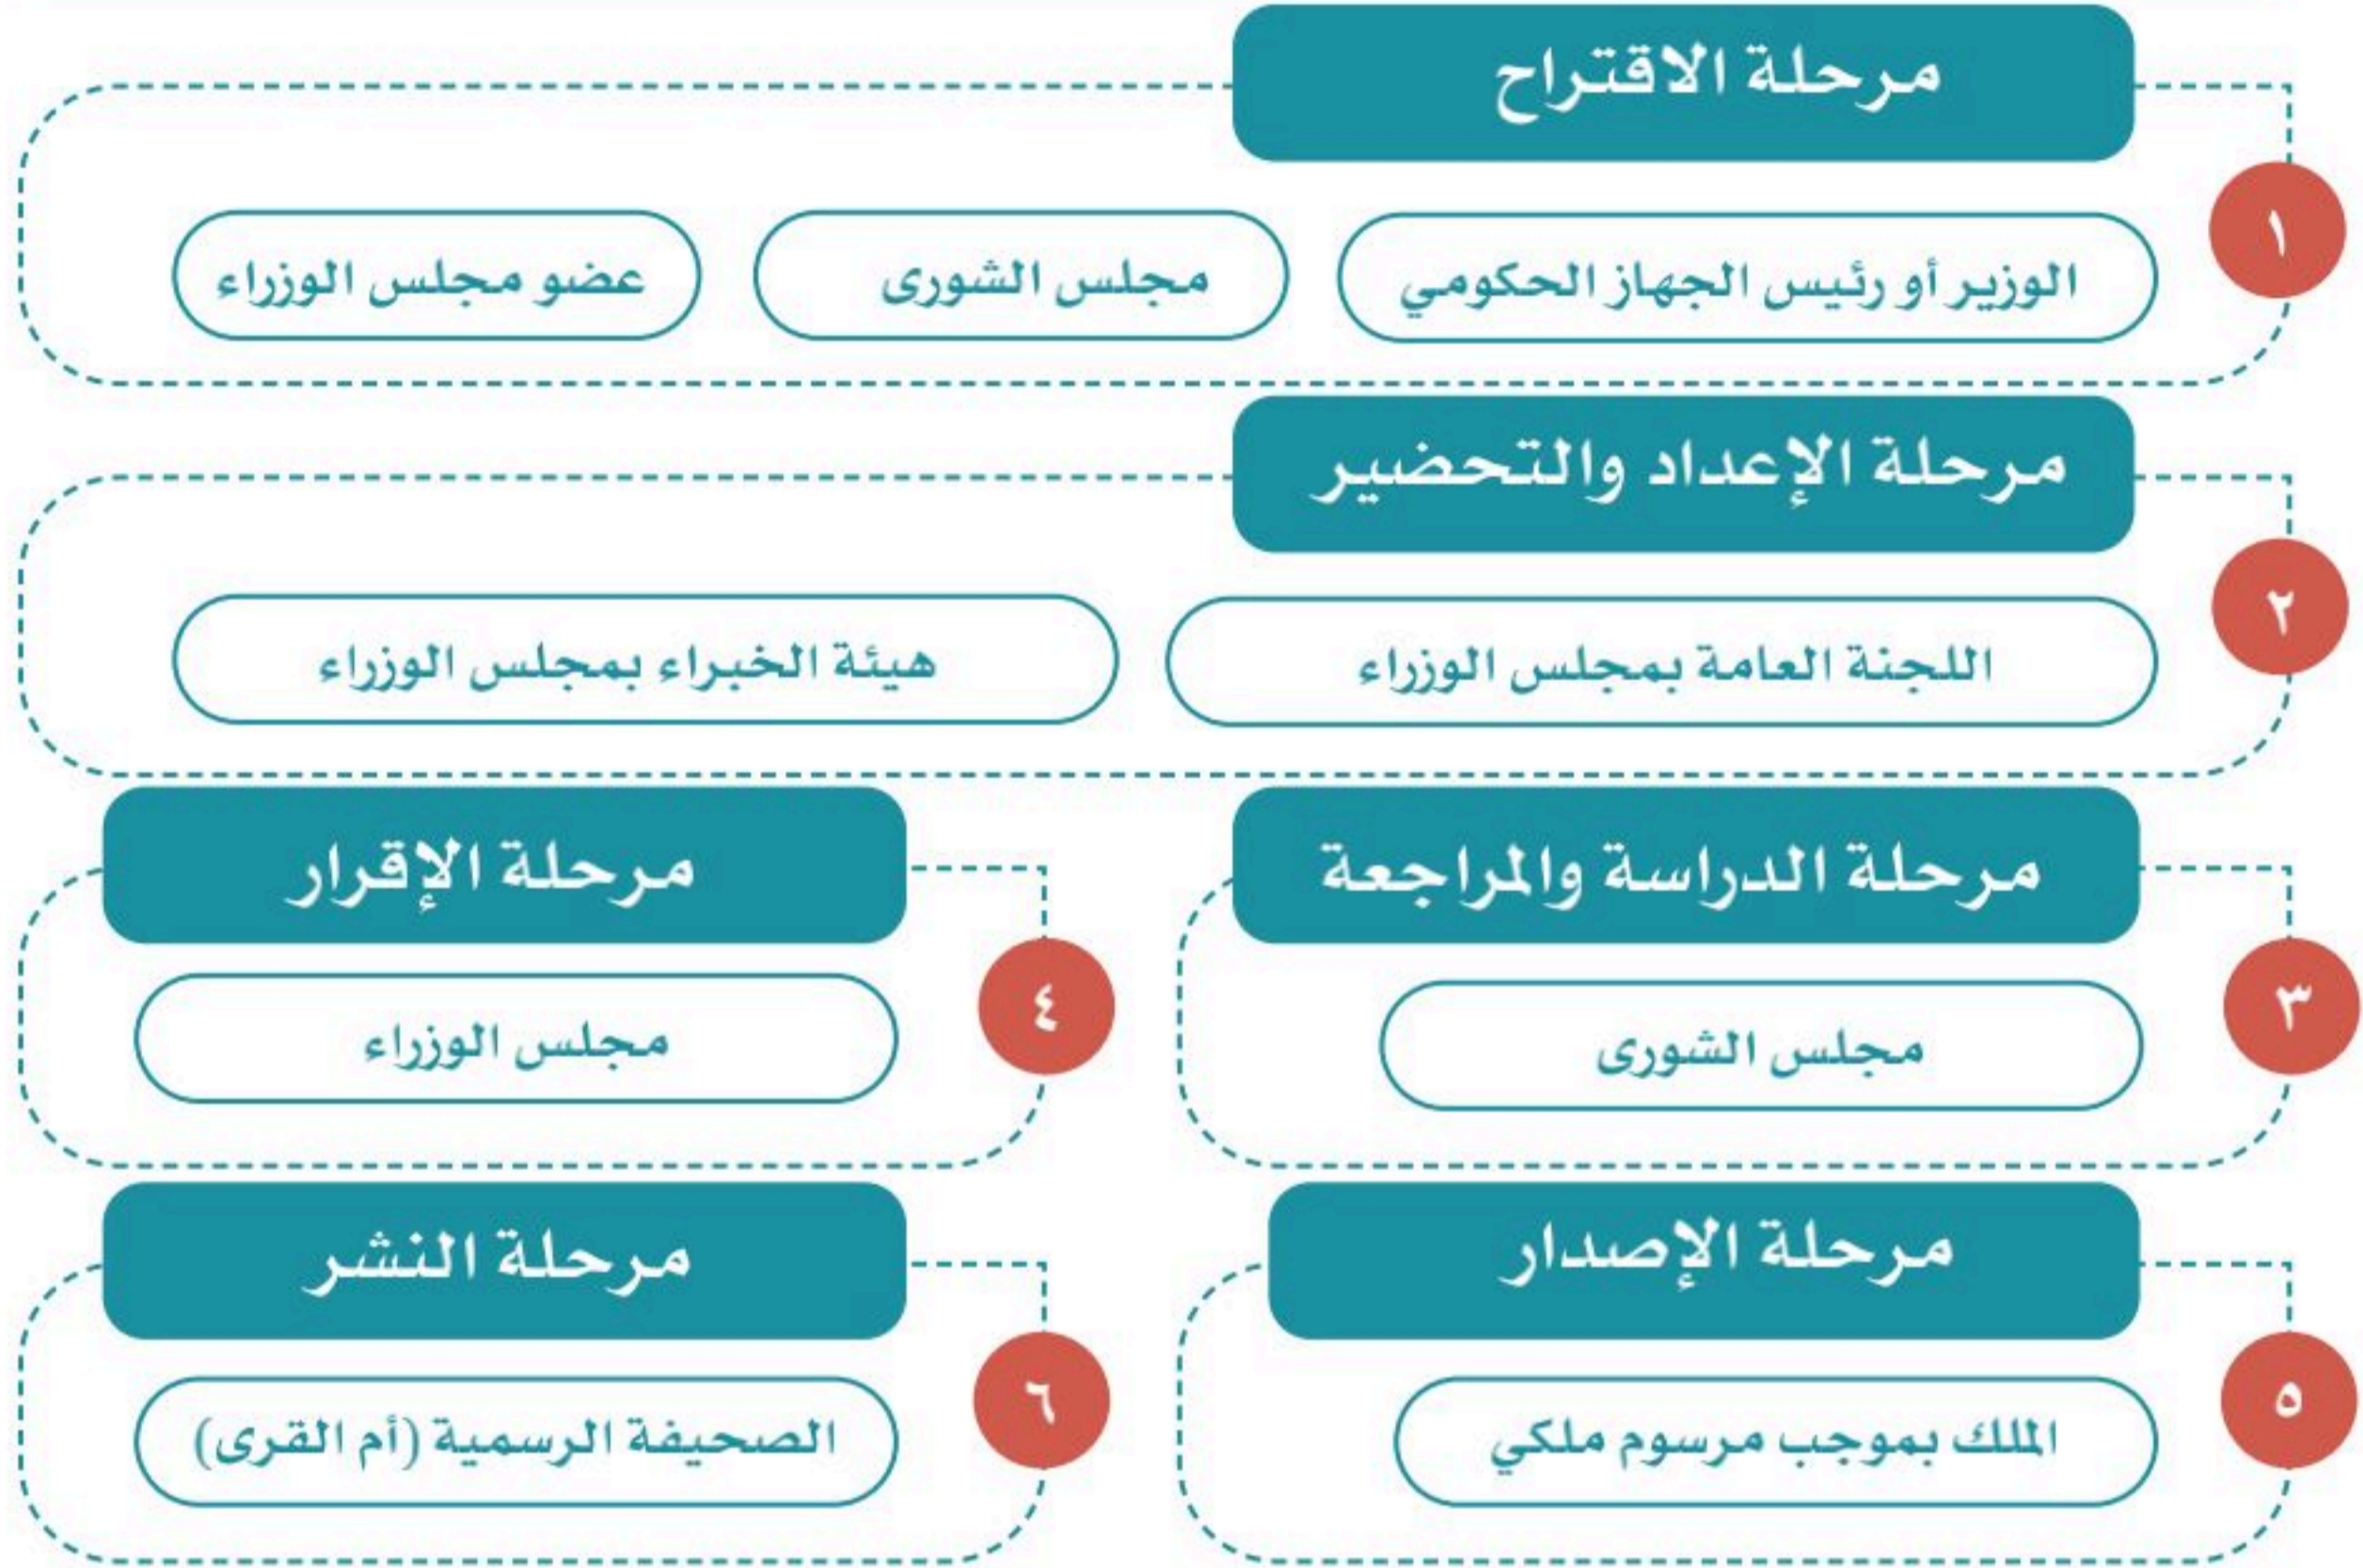 مرحلة الاقتراح
١
الوزير أو رئيس الجهاز الحكومي
مجلس الشورى
عضو مجلس الوزراء
مرحلة الإعداد والتحضير
٢
اللجنة العامة بمجلس الوزراء
هيئة الخبراء بمجلس الوزراء
مرحلة الدراسة والمراجعة
٣
مجلس الشورى
مرحلة الإقرار
٤
مجلس الوزراء
مرحلة الإصدار
٥
الملك بموجب مرسوم ملكي
مرحلة النشر
٦
الصحيفة الرسمية (أم القرى)